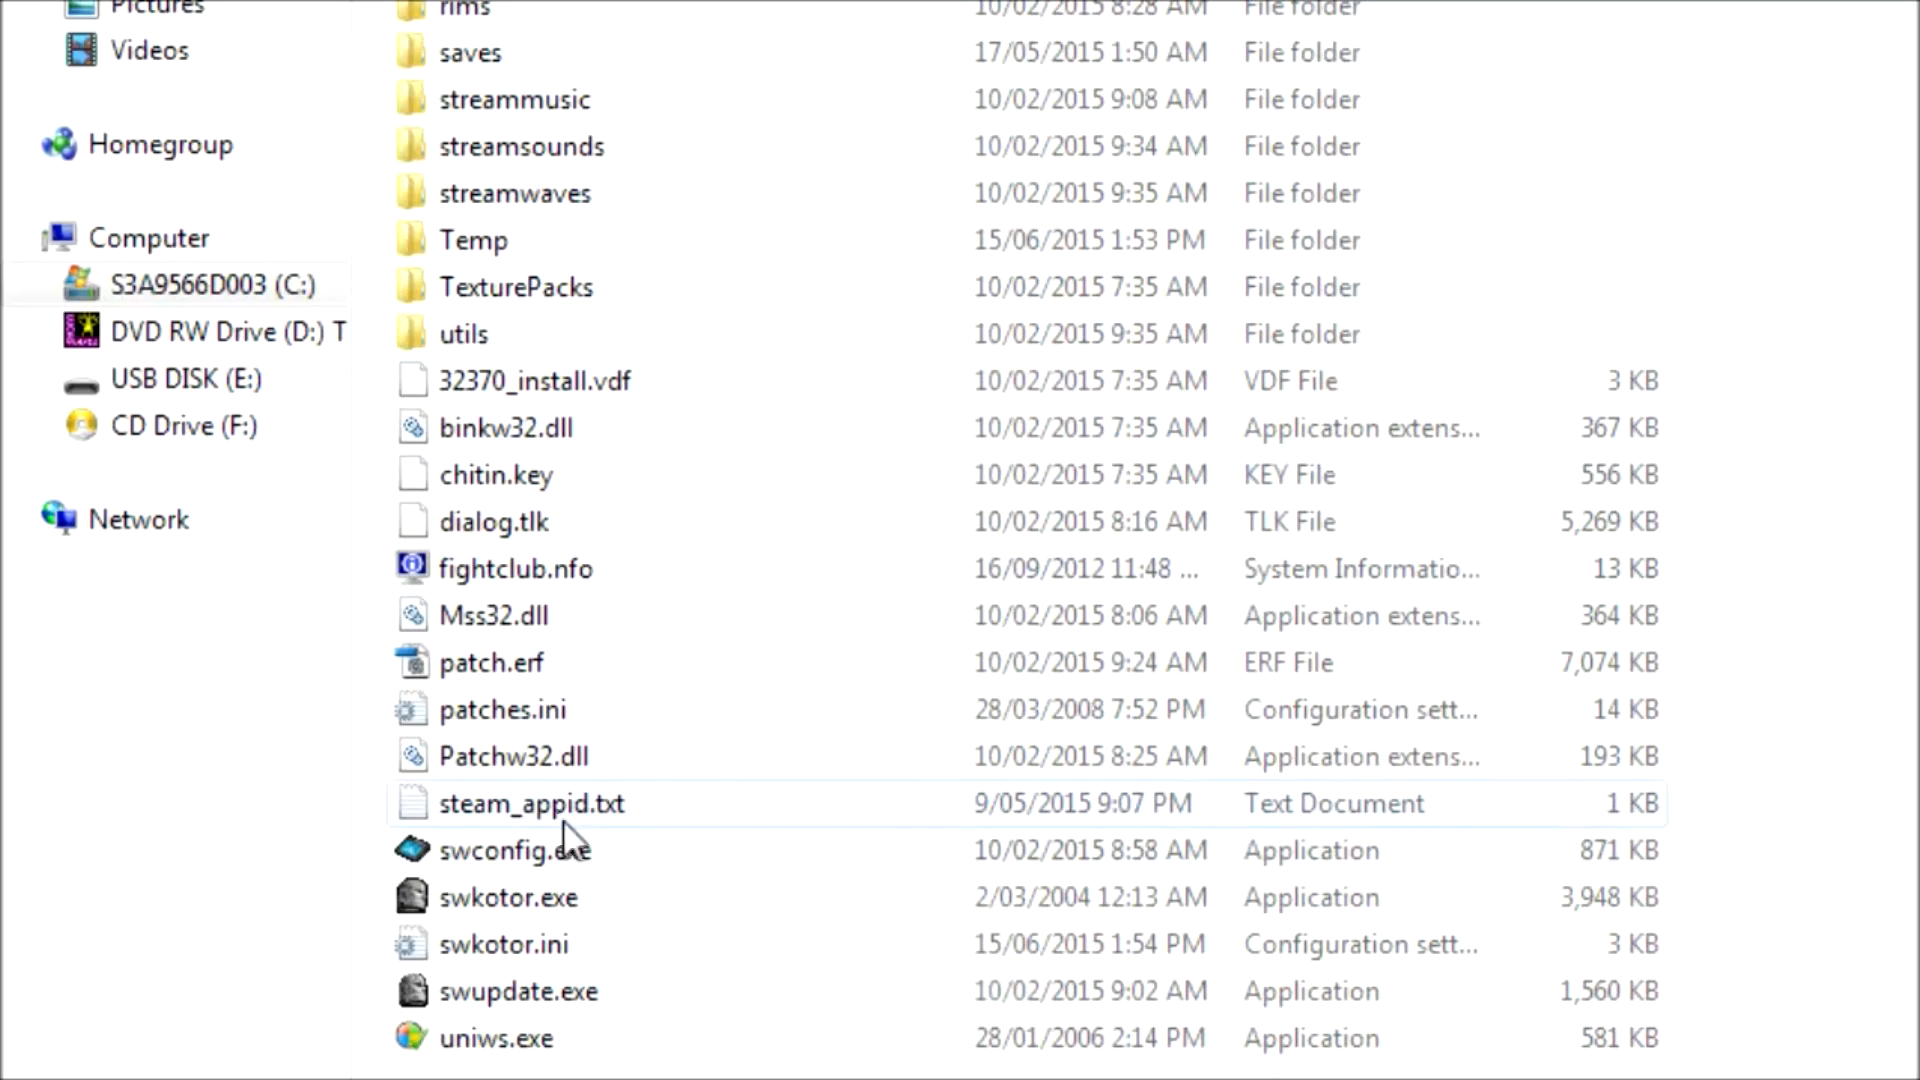 Pictures
Videos
Homegroup
Computer
S3A9566D003 (C:)
DVD RW Drive (D:) T
USB DISK (E:)
CD Drive (F:)
Network
rims 10/02/2015 8:28 AM File folder
saves 17/05/2015 1:50 AM File folder
streammusic 10/02/2015 9:08 AM File folder
streamsounds 10/02/2015 9:34 AM File folder
streamwaves 10/02/2015 9:35 AM File folder
Temp 15/06/2015 1:53 PM File folder
TexturePacks 10/02/2015 7:35 AM File folder
utils 10/02/2015 9:35 AM File folder
32370_install.vdf 10/02/2015 7:35 AM VDF File 3 KB
binkw32.dll 10/02/2015 7:35 AM Application extens... 367 KB
chitin.key 10/02/2015 7:35 AM KEY File 556 KB
dialog.tlk 10/02/2015 8:16 AM TLK File 5,269 KB
fightclub.nfo 16/09/2012 11:48 ... System Informatio... 13 KB
Mss32.dll 10/02/2015 8:06 AM Application extens... 364 KB
patch.erf 10/02/2015 9:24 AM ERF File 7,074 KB
patches.ini 28/03/2008 7:52 PM Configuration sett... 14 KB
Patchw32.dll 10/02/2015 8:25 AM Application extens... 193 KB
steam_appid.txt 9/05/2015 9:07 PM Text Document 1 KB
swconfig.exe 10/02/2015 8:58 AM Application 871 KB
swkotor.exe 2/03/2004 12:13 AM Application 3,948 KB
swkotor.ini 15/06/2015 1:54 PM Configuration sett... 3 KB
swupdate.exe 10/02/2015 9:02 AM Application 1,560 KB
uniws.exe 28/01/2006 2:14 PM Application 581 KB